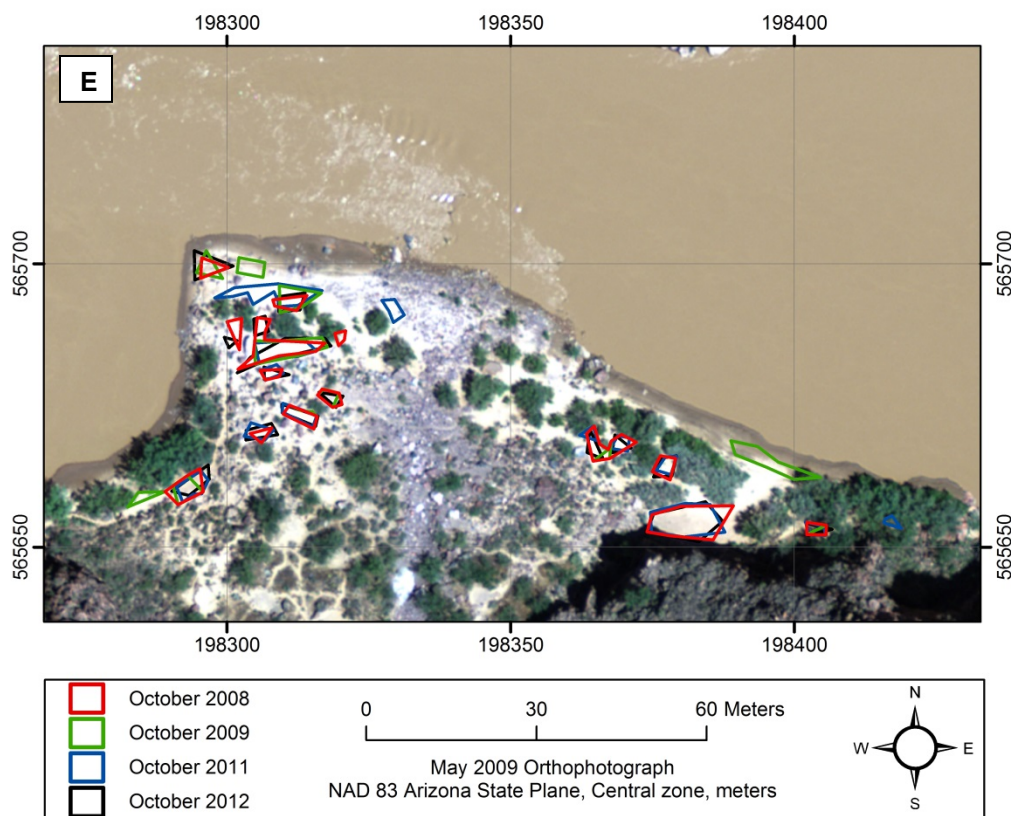 198300 198350 198400
E
565700 565700
565650 565650
198300 198350 198400
October 2008
October 2009
October 2011
October 2012
0 30 60 Meters
May 2009 Orthophotograph
NAD 83 Arizona State Plane, Central zone, meters
N
W E
S